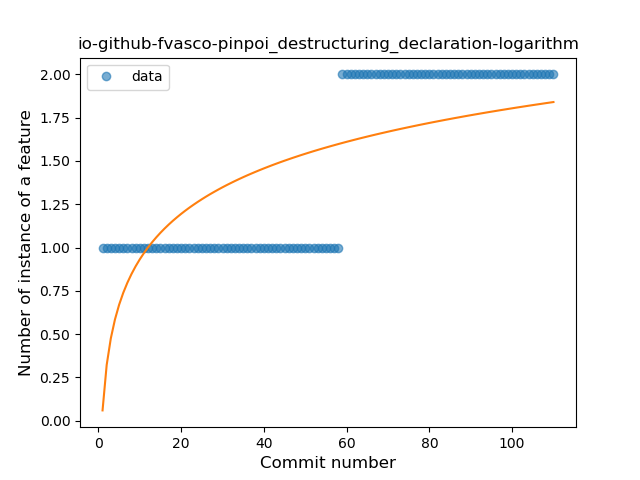 io-github-fvasco-pinpoi_destructuring_declaration-logarithm
data
Number of instance of a feature
2.00
1.75
1.50
1.25
1.00
0.75
0.50
0.25
0.00
0 20 40 60 80 100
Commit number